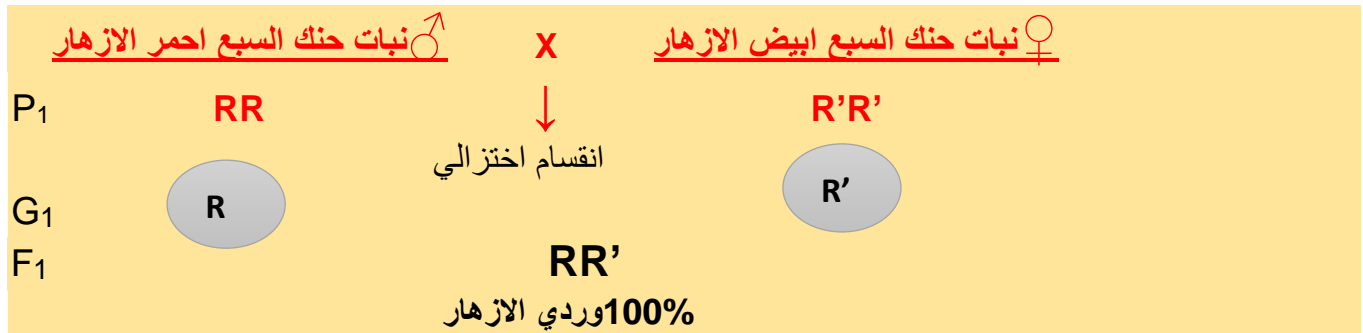 ♂نبات حنك السبع احمر الازهار X ♀نبات حنك السبع ابيض الازهار
P1 RR ↓ R’R’
انقسام اختزالي
G1 R R’
F1 RR’
100%وردي الازهار